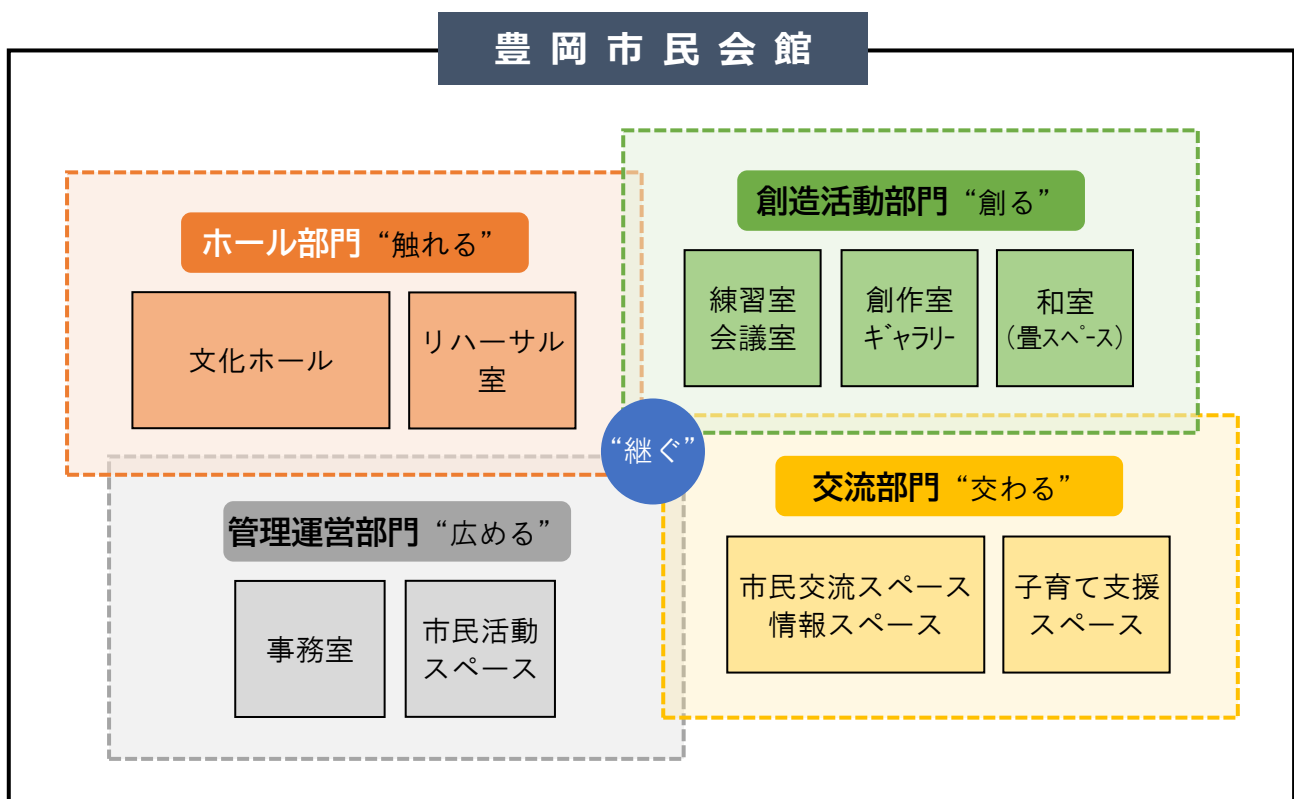 豊岡市民会館
ホール部門 “触れる”
文化ホール
リハーサル
室
創造活動部門 “創る”
練習室
会議室
創作室
ｷﾞｬﾗﾘｰ
和室
（畳ｽﾍﾟｰｽ）
“継ぐ”
管理運営部門 “広める”
事務室
市民活動
スペース
交流部門 “交わる”
市民交流スペース
情報スペース
子育て支援
スペース